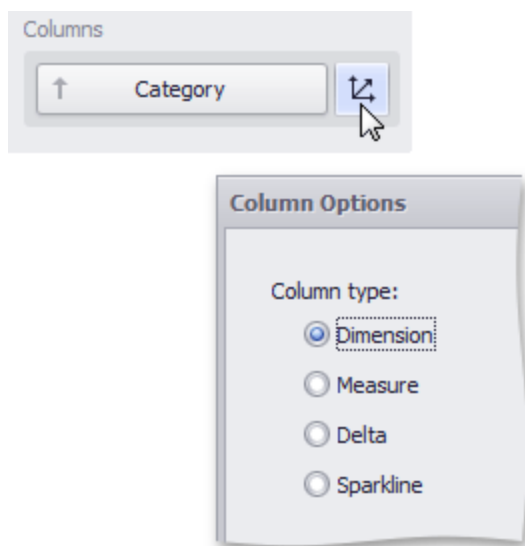 Columns
Category
Column Options
Column type:
Dimension
Measure
Delta
Sparkline